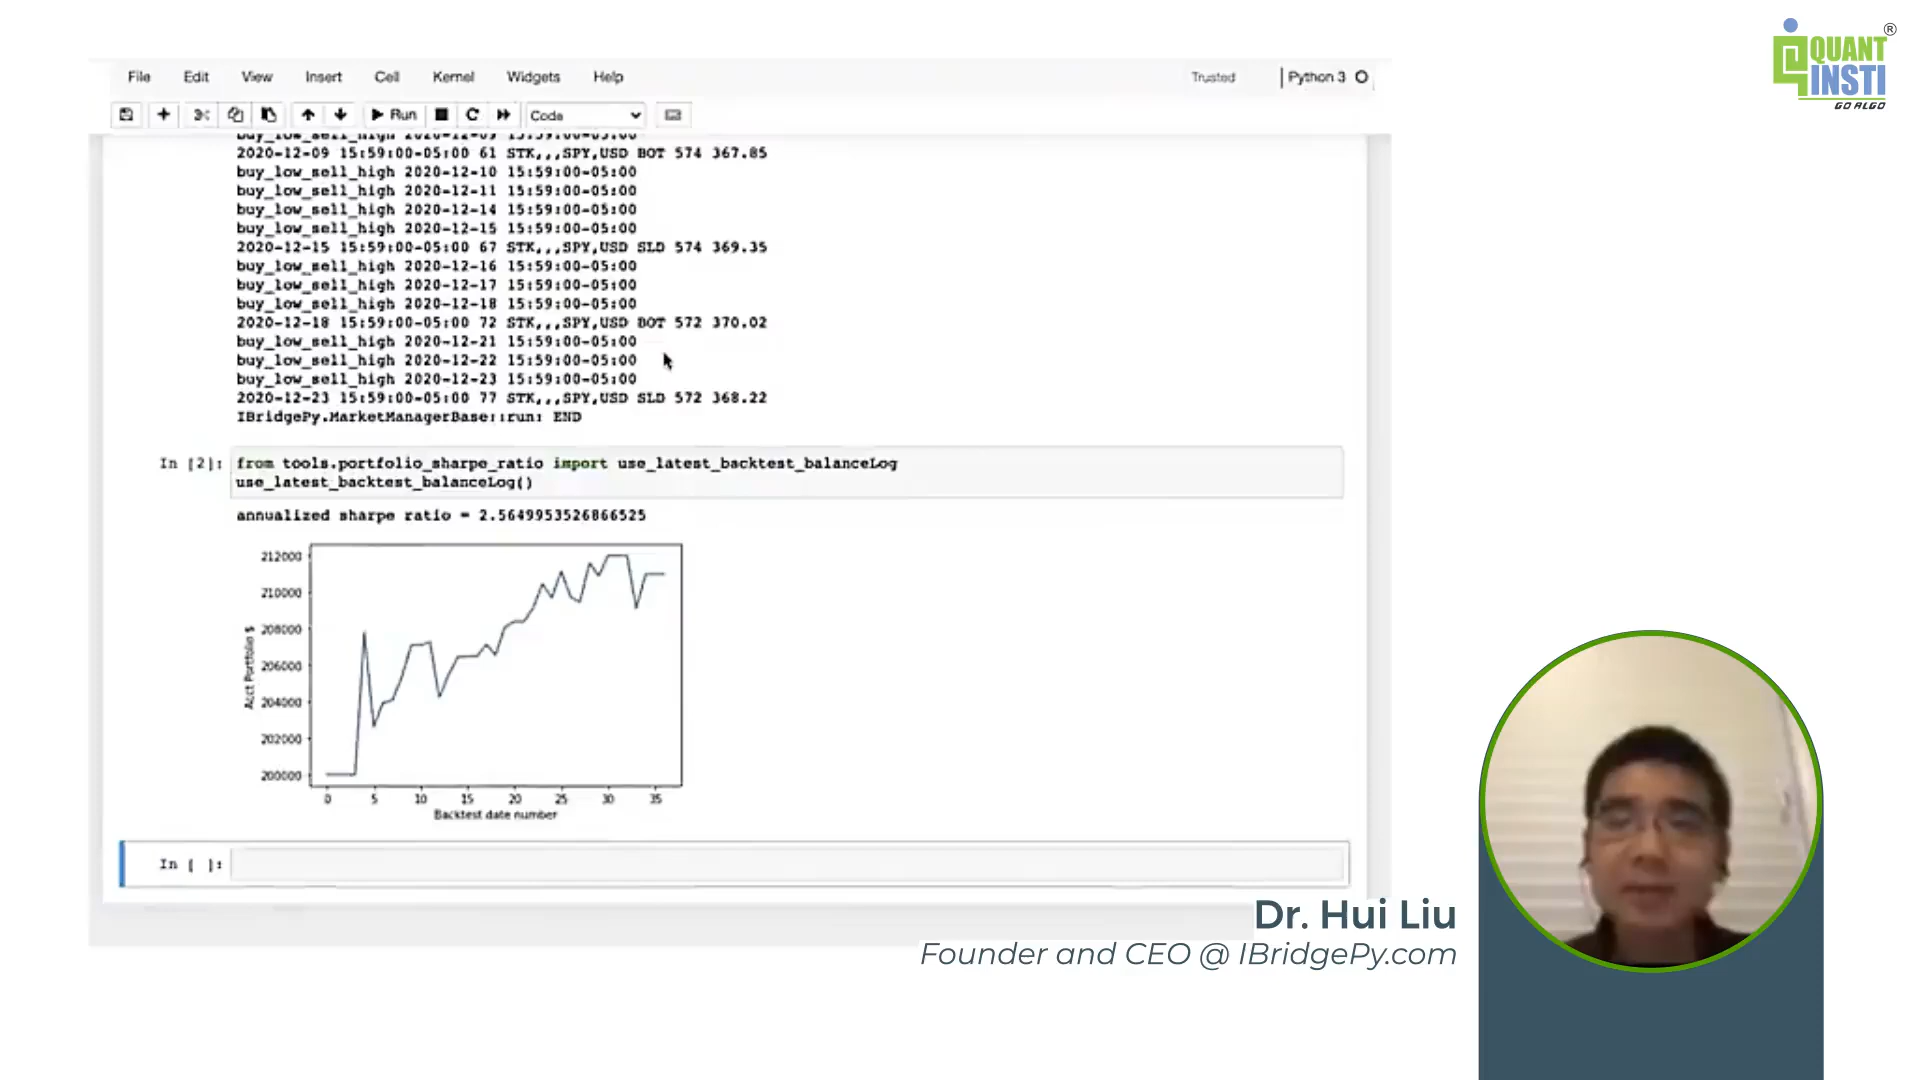 QUANT
INSTI
®
GO ALGO
File Edit View Insert Cell Kernel Widgets Help Trusted Python 3
Run Code
buy_low_sell_high 2020-12-09 15:59:00-05:00
2020-12-09 15:59:00-05:00 61 STK,,,SPY,USD BOT 574 367.85
buy_low_sell_high 2020-12-10 15:59:00-05:00
buy_low_sell_high 2020-12-11 15:59:00-05:00
buy_low_sell_high 2020-12-14 15:59:00-05:00
buy_low_sell_high 2020-12-15 15:59:00-05:00
2020-12-15 15:59:00-05:00 67 STK,,,SPY,USD SLD 574 369.35
buy_low_sell_high 2020-12-16 15:59:00-05:00
buy_low_sell_high 2020-12-17 15:59:00-05:00
buy_low_sell_high 2020-12-18 15:59:00-05:00
2020-12-18 15:59:00-05:00 72 STK,,,SPY,USD BOT 572 370.02
buy_low_sell_high 2020-12-21 15:59:00-05:00
buy_low_sell_high 2020-12-22 15:59:00-05:00
buy_low_sell_high 2020-12-23 15:59:00-05:00
2020-12-23 15:59:00-05:00 77 STK,,,SPY,USD SLD 572 368.22
IBridgePy.MarketManagerBase::run: END
In [2]: from tools.portfolio_sharpe_ratio import use_latest_backtest_balanceLog
use_latest_backtest_balanceLog()
annualized sharpe ratio = 2.5649953526866525
212000
210000
208000
206000
204000
202000
200000
Acct Portfolio $
0 5 10 15 20 25 30 35
Backtest date number
In [ ]:
Dr. Hui Liu
Founder and CEO @ IBridgePy.com